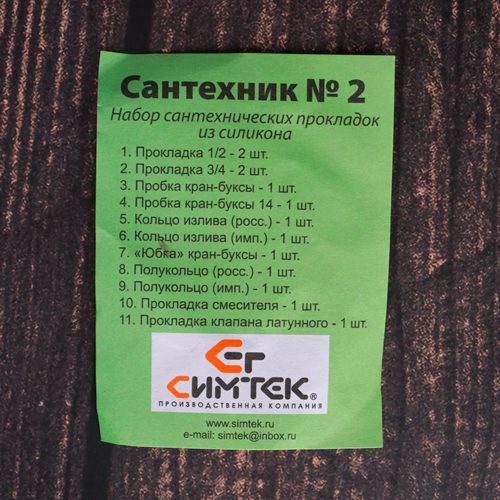 Сантехник № 2
Набор сантехнических прокладок
из силикона
1. Прокладка 1/2 - 2 шт.
2. Прокладка 3/4 - 2 шт.
3. Пробка кран-буксы - 1 шт.
4. Пробка кран-буксы 14 - 1 шт.
5. Кольцо излива (росс.) - 1 шт.
6. Кольцо излива (имп.) - 1 шт.
7. «Юбка» кран-буксы - 1 шт.
8. Полукольцо (росс.) - 1 шт.
9. Полукольцо (имп.) - 1 шт.
10. Прокладка смесителя - 1 шт.
11. Прокладка клапана латунного - 1 шт.
СИМТЕК®
ПРОИЗВОДСТВЕННАЯ КОМПАНИЯ
www.simtek.ru
e-mail: simtek@inbox.ru